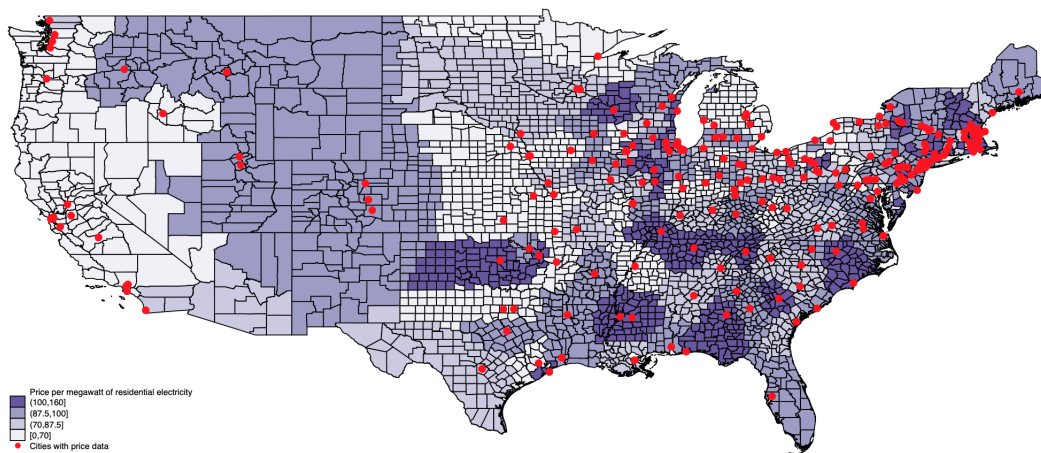 Price per megawatt of residential electricity
(100,160]
(87.5,100]
(70,87.5]
[0,70]
Cities with price data